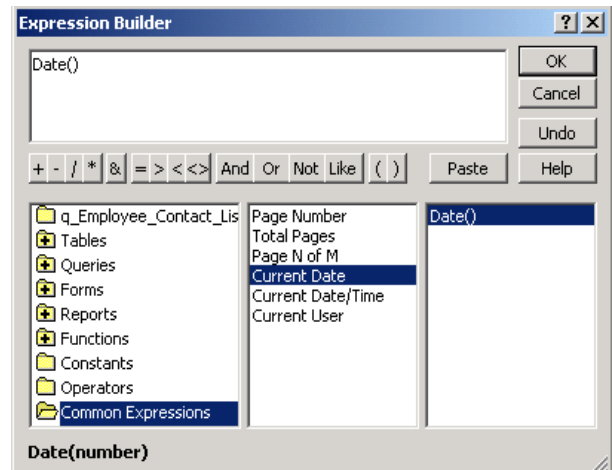 Expression Builder
Date()
OK
Cancel
Undo
+ - / * & = > < <> And Or Not Like ( ) Paste Help
q_Employee_Contact_Lis
Tables
Queries
Forms
Reports
Functions
Constants
Operators
Common Expressions
Page Number
Total Pages
Page N of M
Current Date
Current Date/Time
Current User
Date()
Date(number)